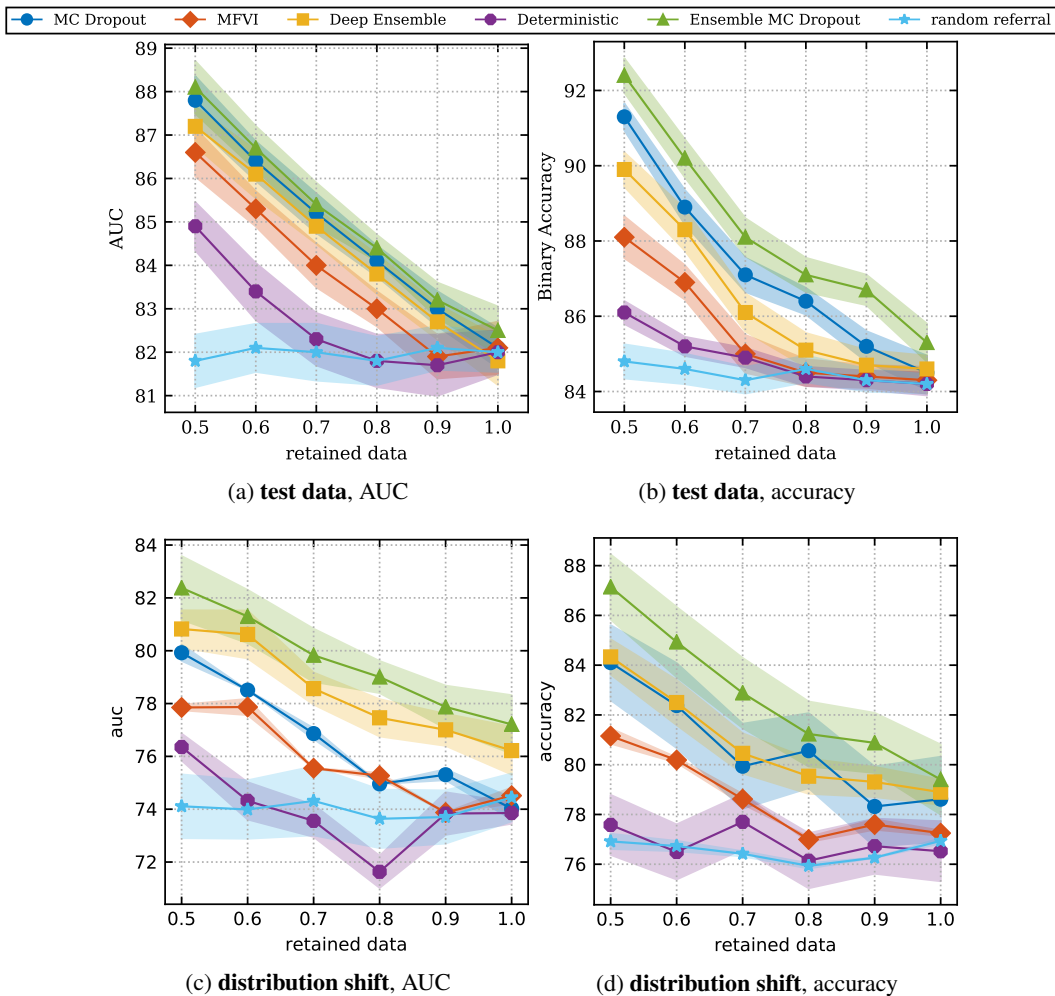 MC Dropout MFVI Deep Ensemble Deterministic Ensemble MC Dropout random referral
89
88
87
86
85
84
83
82
81
AUC
0.5 0.6 0.7 0.8 0.9 1.0
retained data
(a) test data, AUC
92
90
88
86
84
Binary Accuracy
0.5 0.6 0.7 0.8 0.9 1.0
retained data
(b) test data, accuracy
84
82
80
78
76
74
72
auc
0.5 0.6 0.7 0.8 0.9 1.0
retained data
(c) distribution shift, AUC
88
86
84
82
80
78
76
accuracy
0.5 0.6 0.7 0.8 0.9 1.0
retained data
(d) distribution shift, accuracy